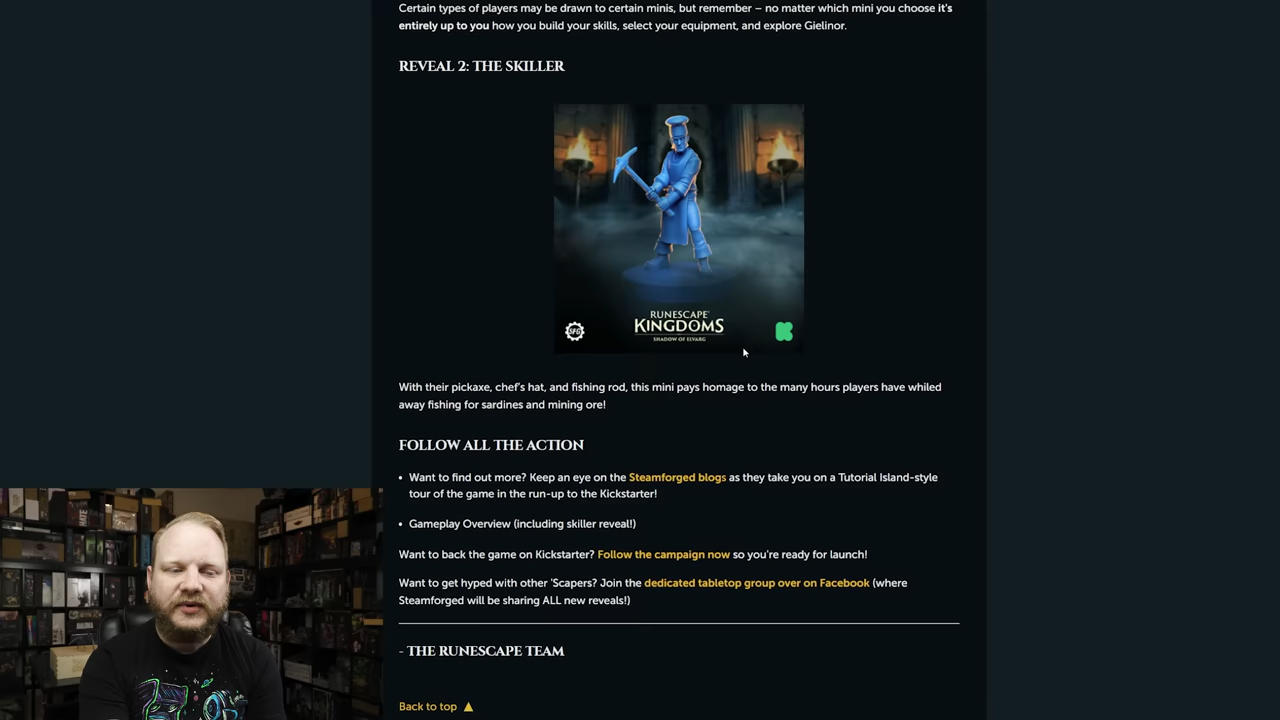 Certain types of players may be drawn to certain minis, but remember – no matter which mini you choose it's
entirely up to you how you build your skills, select your equipment, and explore Gielinor.
REVEAL 2: THE SKILLER
RUNESCAPE
KINGDOMS
SHADOW OF ELVARG
SFG
With their pickaxe, chef's hat, and fishing rod, this mini pays homage to the many hours players have whiled
away fishing for sardines and mining ore!
FOLLOW ALL THE ACTION
• Want to find out more? Keep an eye on the Steamforged blogs as they take you on a Tutorial Island-style
tour of the game in the run-up to the Kickstarter!
• Gameplay Overview (including skiller reveal!)
Want to back the game on Kickstarter? Follow the campaign now so you're ready for launch!
Want to get hyped with other 'Scapers? Join the dedicated tabletop group over on Facebook (where
Steamforged will be sharing ALL new reveals!)
- THE RUNESCAPE TEAM
Back to top ▲